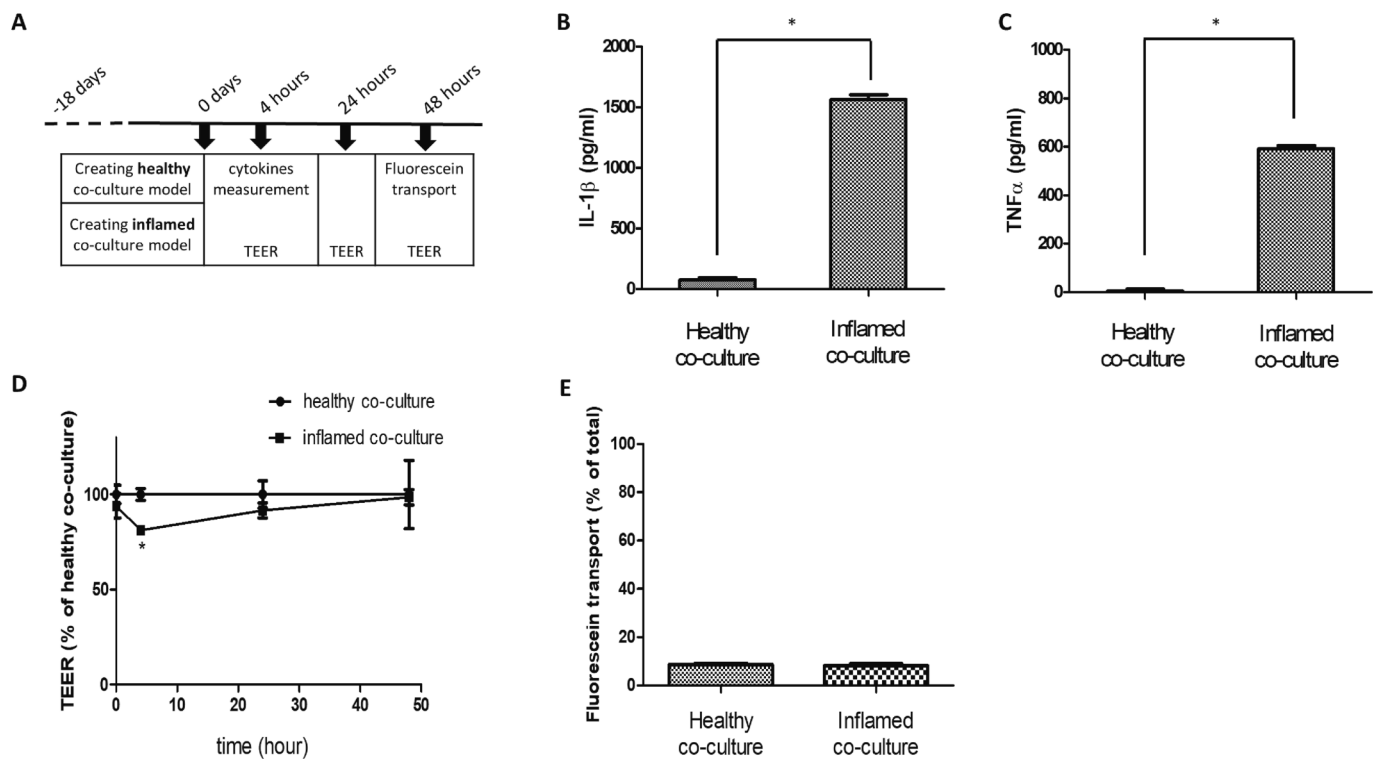 A
-18 days
0 days
4 hours
24 hours
48 hours
Creating healthy
co-culture model
cytokines
measurement
Fluorescein
transport
Creating inflamed
co-culture model
TEER
TEER
TEER
B
*
IL-1β (pg/ml)
2000
1500
1000
500
0
Healthy
co-culture
Inflamed
co-culture
C
*
TNFα (pg/ml)
1000
800
600
400
200
0
Healthy
co-culture
Inflamed
co-culture
D
healthy co-culture
inflamed co-culture
TEER (% of healthy co-culture)
100
50
0
*
0
10
20
30
40
50
time (hour)
E
Fluorescein transport (% of total)
100
80
60
40
20
0
Healthy
co-culture
Inflamed
co-culture